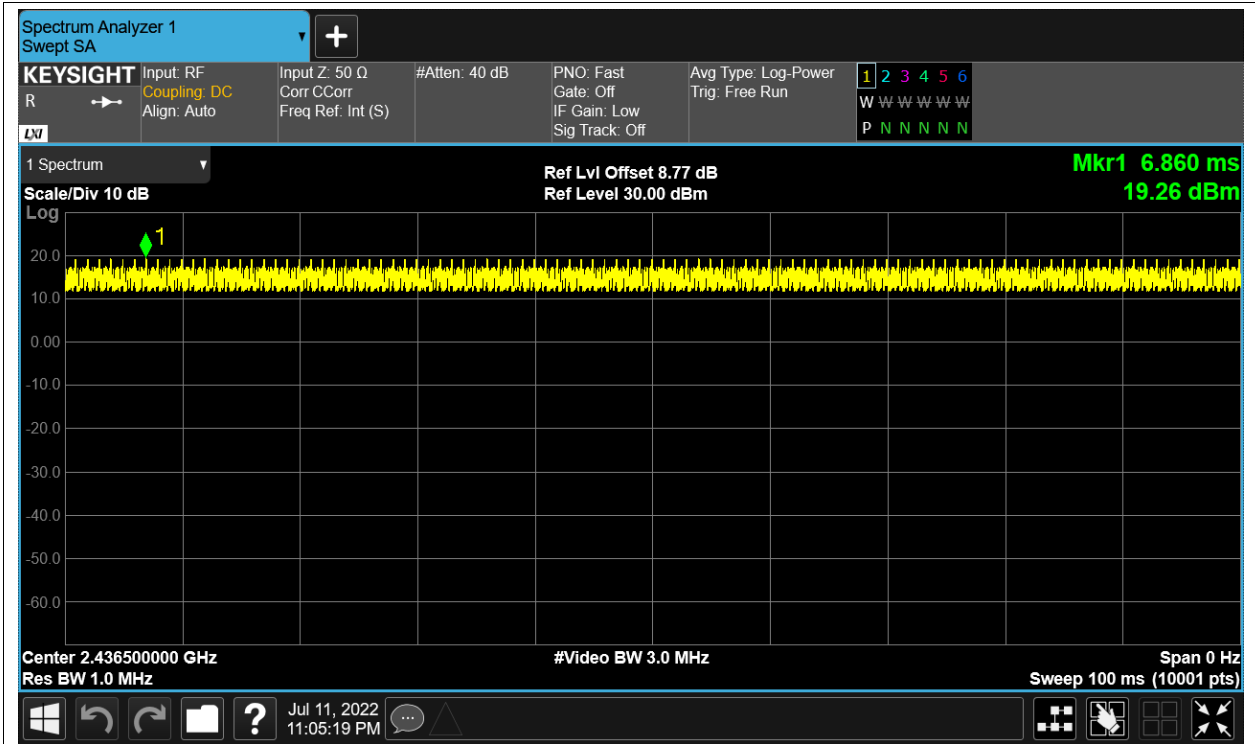 Spectrum Analyzer 1
Swept SA
▼
+
KEYSIGHT
R
LXI
Input: RF
Coupling: DC
Align: Auto
Input Z: 50 Ω
Corr CCorr
Freq Ref: Int (S)
#Atten: 40 dB
PNO: Fast
Gate: Off
IF Gain: Low
Sig Track: Off
Avg Type: Log-Power
Trig: Free Run
1 2 3 4 5 6
W W W W W W
P N N N N N
1 Spectrum ▼
Scale/Div 10 dB
Log
Ref Lvl Offset 8.77 dB
Ref Level 30.00 dBm
Mkr1 6.860 ms
19.26 dBm
1
20.0
10.0
0.00
-10.0
-20.0
-30.0
-40.0
-50.0
-60.0
Center 2.436500000 GHz
Res BW 1.0 MHz
#Video BW 3.0 MHz
Span 0 Hz
Sweep 100 ms (10001 pts)
?
Jul 11, 2022
11:05:19 PM